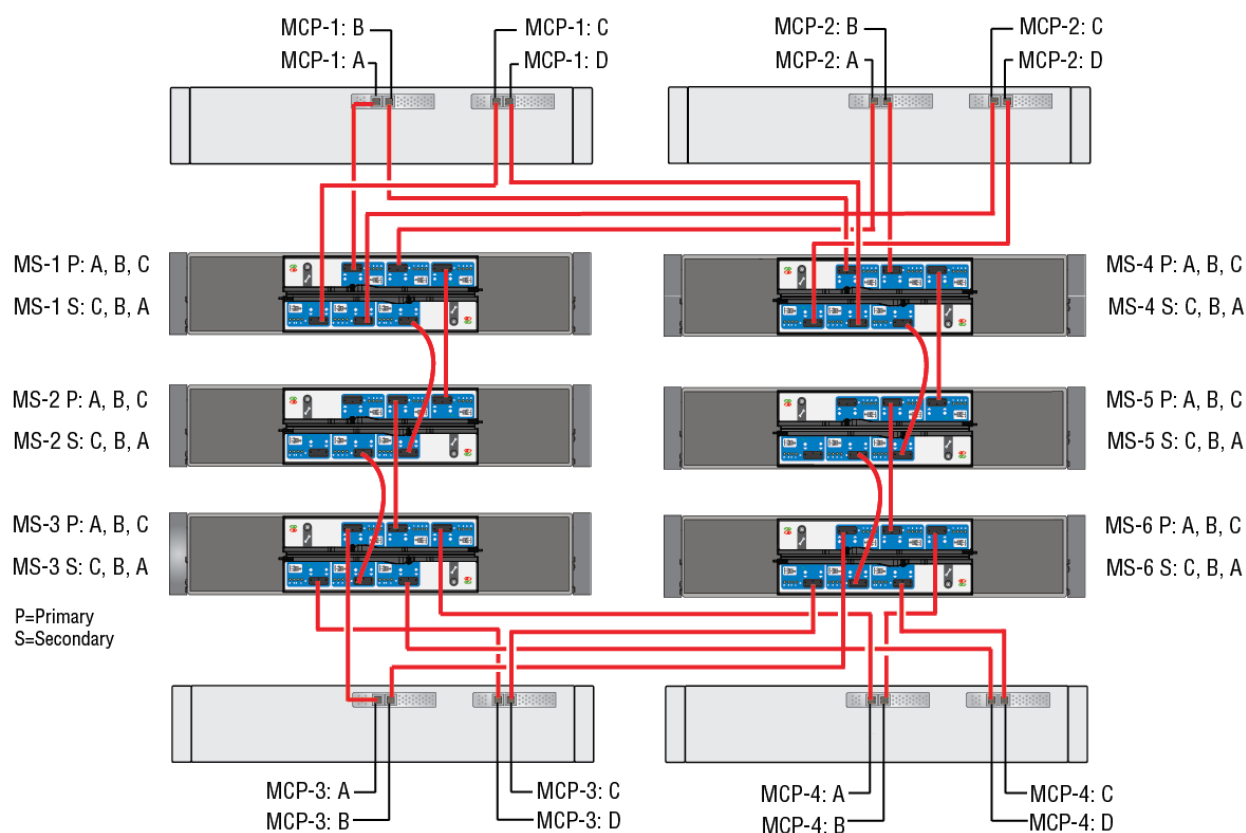 MCP-1: B
MCP-1: A
MCP-1: C
MCP-1: D
MCP-2: B
MCP-2: A
MCP-2: C
MCP-2: D
MS-1 P: A, B, C
MS-1 S: C, B, A
MS-4 P: A, B, C
MS-4 S: C, B, A
MS-2 P: A, B, C
MS-2 S: C, B, A
MS-5 P: A, B, C
MS-5 S: C, B, A
MS-3 P: A, B, C
MS-3 S: C, B, A
MS-6 P: A, B, C
MS-6 S: C, B, A
P=Primary
S=Secondary
MCP-3: A
MCP-3: B
MCP-3: C
MCP-3: D
MCP-4: A
MCP-4: B
MCP-4: C
MCP-4: D